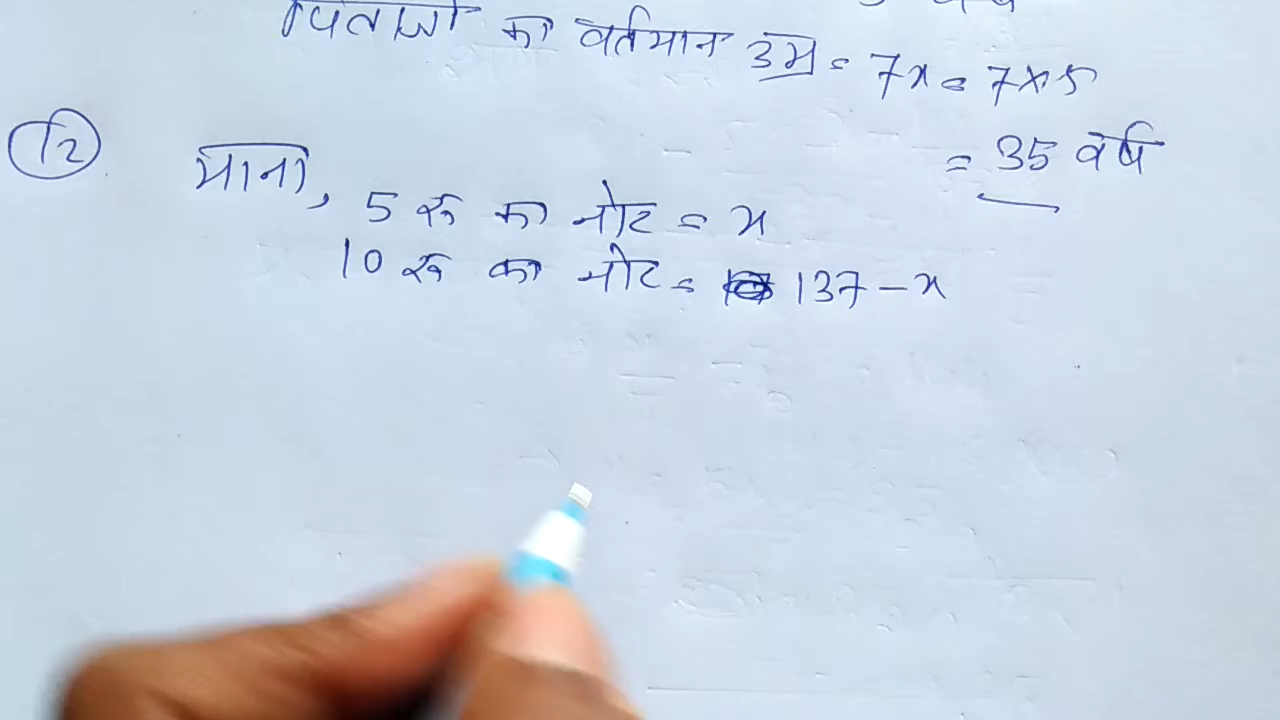 पिताजी का वर्तमान उम्र = 7x = 7×5
= 35 वर्ष
12 माना, 5 रू का नोट = x
10 रू का नोट = 137 - x